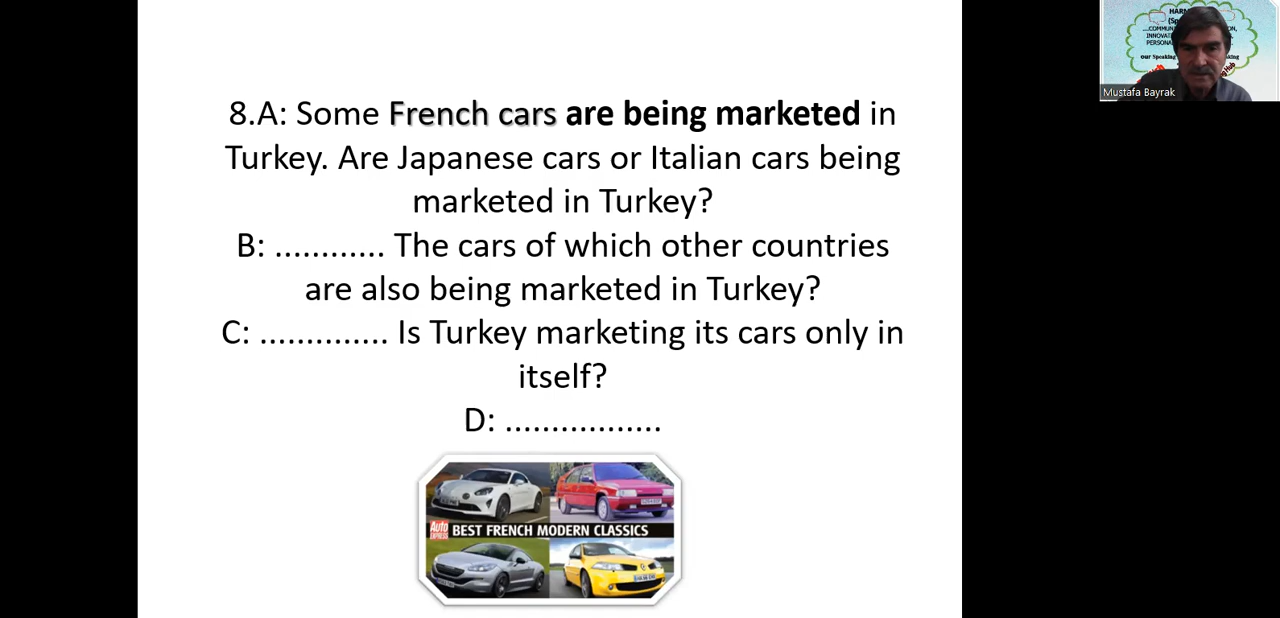 8.A: Some French cars are being marketed in
Turkey. Are Japanese cars or Italian cars being
marketed in Turkey?
B: ............ The cars of which other countries
are also being marketed in Turkey?
C: .............. Is Turkey marketing its cars only in
itself?
D: .................
Auto
EXPRESS
BEST FRENCH MODERN CLASSICS
Mustafa Bayrak